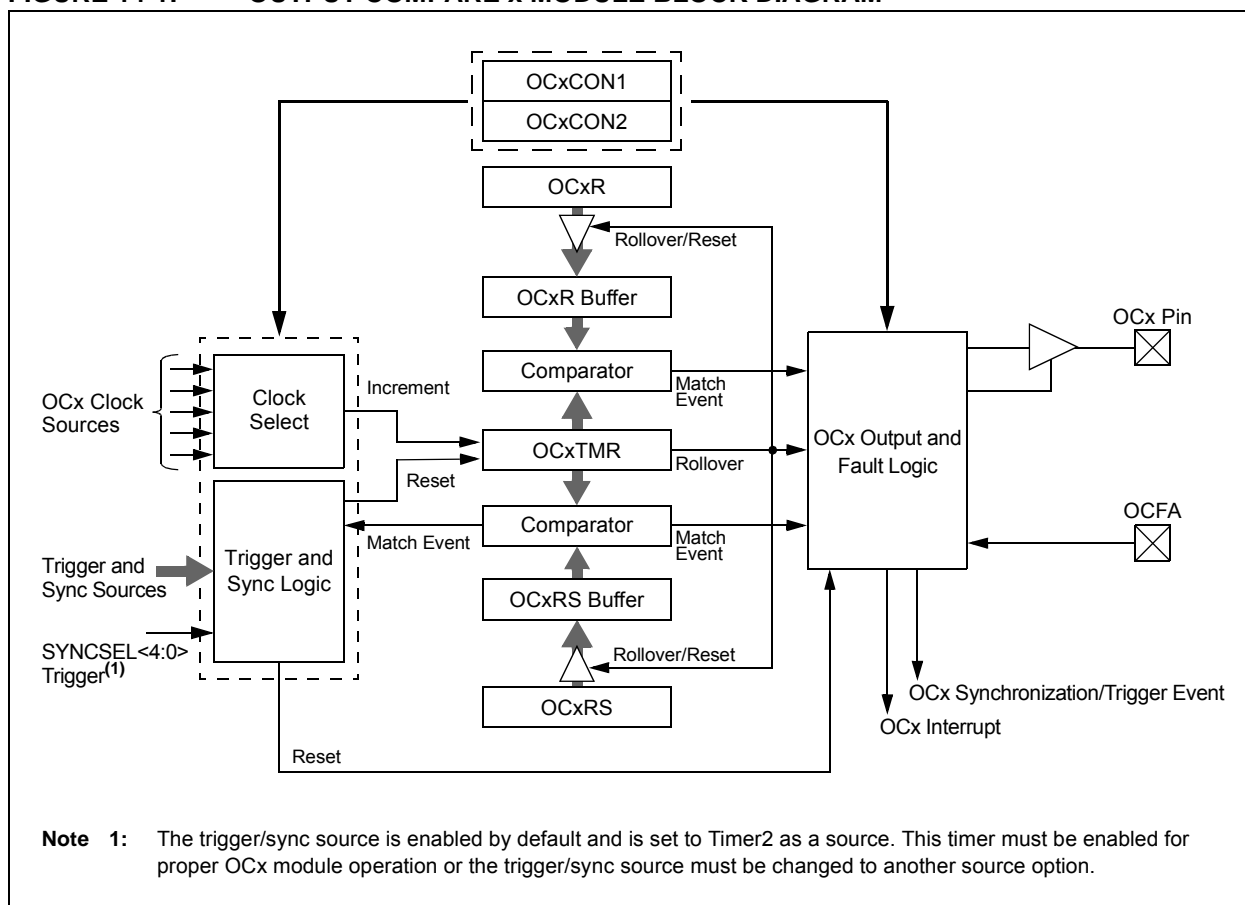 OCxCON1
OCxCON2
OCxR
Rollover/Reset
OCxR Buffer
OCx Pin
Comparator
Match
Event
Increment
Clock
Select
OCx Clock
Sources
OCxTMR
Rollover
OCx Output and
Fault Logic
Reset
Comparator
Match Event
Match
Event
OCFA
Trigger and
Sync Logic
Trigger and
Sync Sources
OCxRS Buffer
SYNCSEL<4:0>
Trigger(1)
Rollover/Reset
OCxRS
OCx Synchronization/Trigger Event
OCx Interrupt
Reset
Note 1: The trigger/sync source is enabled by default and is set to Timer2 as a source. This timer must be enabled for
proper OCx module operation or the trigger/sync source must be changed to another source option.